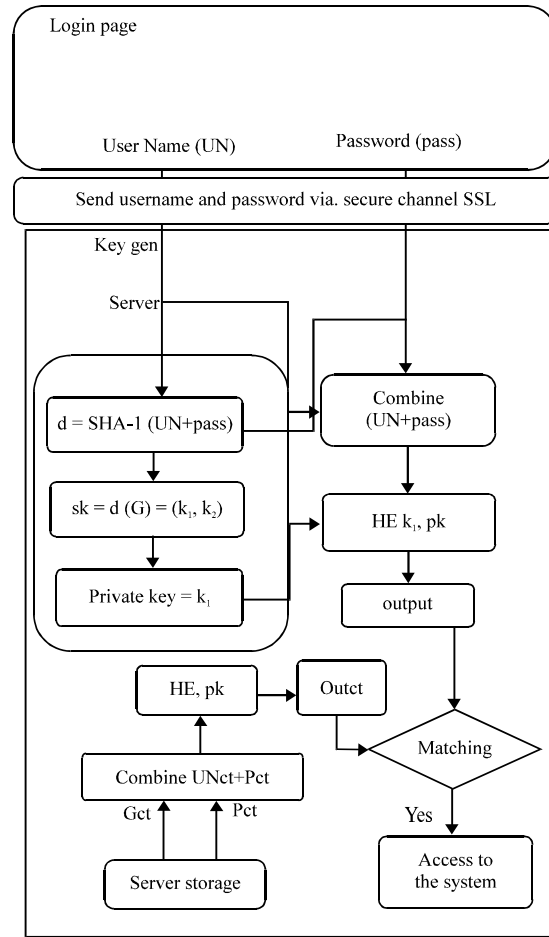 Login page
User Name (UN)
Password (pass)
Send username and password via. secure channel SSL
Key gen
Server
d = SHA-1 (UN+pass)
Combine
(UN+pass)
sk = d (G) = (k₁, k₂)
HE k₁, pk
Private key = k₁
output
HE, pk
Outct
Matching
Combine UNct+Pct
Gct
Pct
Yes
Server storage
Access to
the system